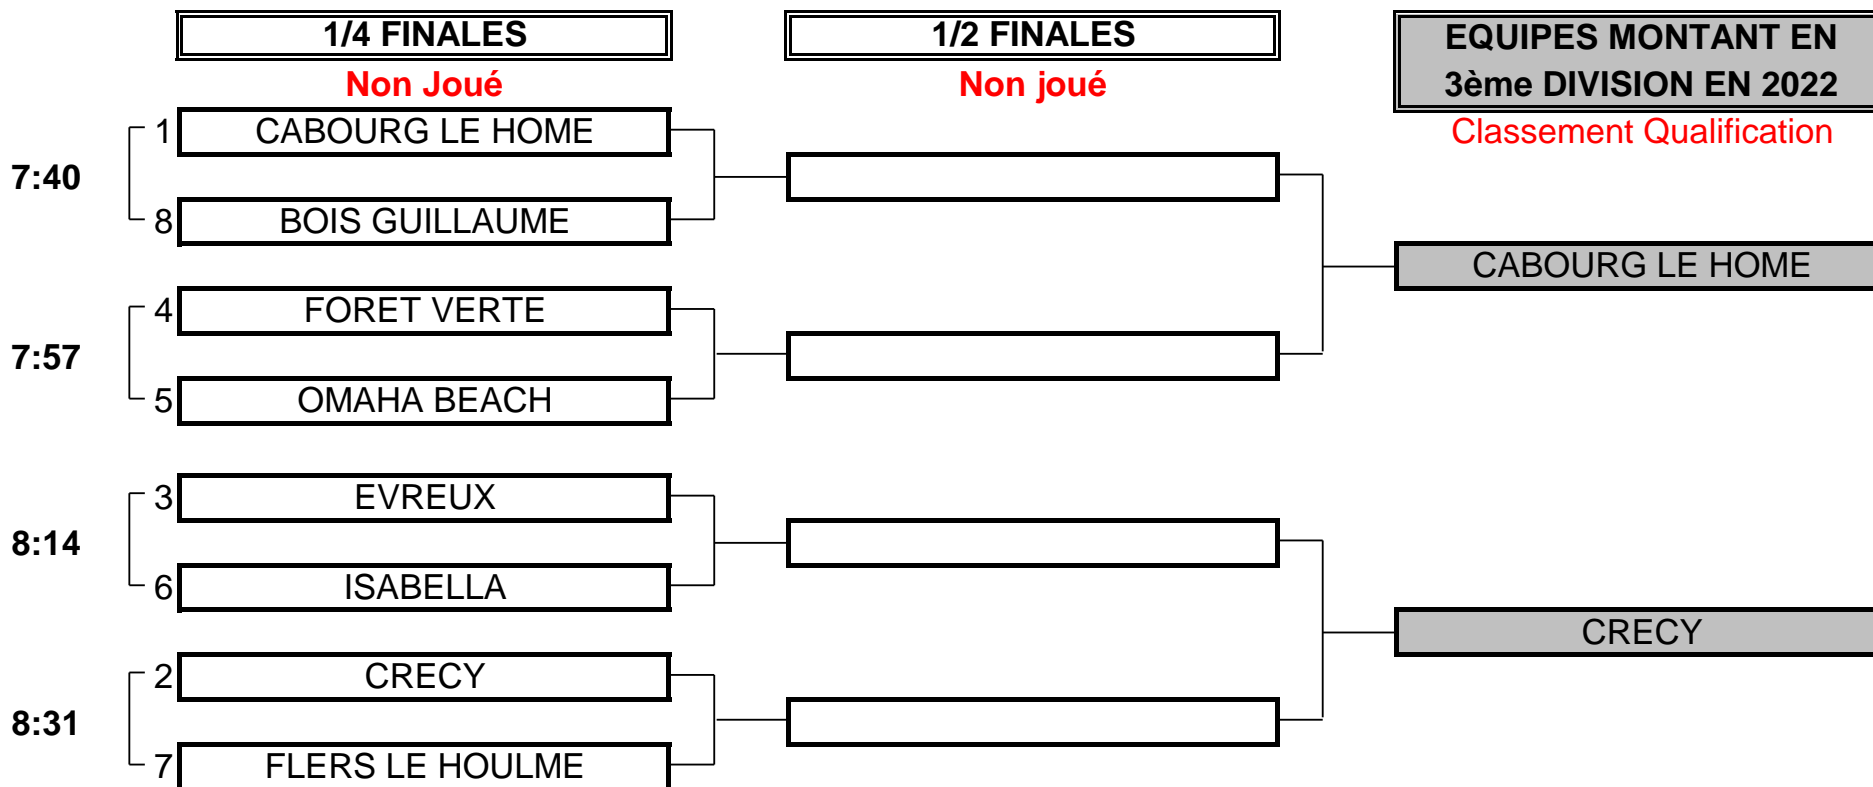 1/4 FINALES
1/2 FINALES
EQUIPES MONTANT EN
3ème DIVISION EN 2022
Non Joué
Non joué
Classement Qualification
7:40
1 CABOURG LE HOME
8 BOIS GUILLAUME
CABOURG LE HOME
7:57
4 FORET VERTE
5 OMAHA BEACH
8:14
3 EVREUX
6 ISABELLA
CRECY
8:31
2 CRECY
7 FLERS LE HOULME